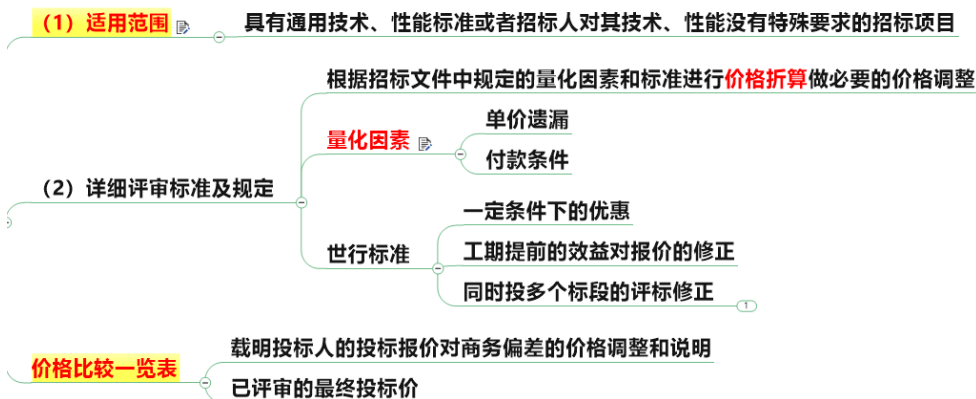 （1）适用范围
具有通用技术、性能标准或者招标人对其技术、性能没有特殊要求的招标项目
根据招标文件中规定的量化因素和标准进行价格折算做必要的价格调整
量化因素
单价遗漏
付款条件
（2）详细评审标准及规定
世行标准
一定条件下的优惠
工期提前的效益对报价的修正
同时投多个标段的评标修正
1
价格比较一览表
载明投标人的投标报价对商务偏差的价格调整和说明
已评审的最终投标价